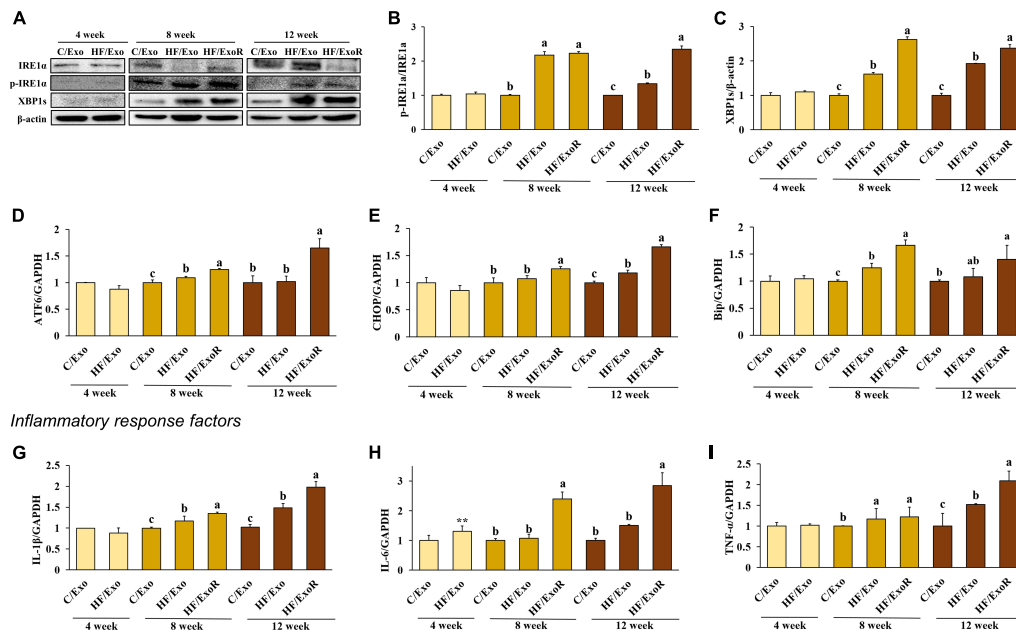 A
4 week
8 week
12 week
C/Exo HF/Exo
C/Exo HF/Exo HF/ExoR
C/Exo HF/Exo HF/ExoR
IRE1α
p-IRE1α
XBP1s
β-actin
B
p-IRE1a/IRE1a
3
2
1
0
b
a
a
c
b
a
C/Exo
HF/Exo
C/Exo
HF/Exo
HF/ExoR
C/Exo
HF/Exo
HF/ExoR
4 week
8 week
12 week
C
XBP1s/β-actin
3
2
1
0
c
b
a
c
b
a
C/Exo
HF/Exo
C/Exo
HF/Exo
HF/ExoR
C/Exo
HF/Exo
HF/ExoR
4 week
8 week
12 week
D
ATF6/GAPDH
2
1.5
1
0.5
0
c
b
a
b
b
a
C/Exo
HF/Exo
C/Exo
HF/Exo
HF/ExoR
C/Exo
HF/Exo
HF/ExoR
4 week
8 week
12 week
E
CHOP/GAPDH
2
1.5
1
0.5
0
b
b
a
c
b
a
C/Exo
HF/Exo
C/Exo
HF/Exo
HF/ExoR
C/Exo
HF/Exo
HF/ExoR
4 week
8 week
12 week
F
Bip/GAPDH
2
1.5
1
0.5
0
c
b
a
b
ab
a
C/Exo
HF/Exo
C/Exo
HF/Exo
HF/ExoR
C/Exo
HF/Exo
HF/ExoR
4 week
8 week
12 week
Inflammatory response factors
G
IL-1β/GAPDH
2.5
2
1.5
1
0.5
0
c
b
a
c
b
a
C/Exo
HF/Exo
C/Exo
HF/Exo
HF/ExoR
C/Exo
HF/Exo
HF/ExoR
4 week
8 week
12 week
H
IL-6/GAPDH
4
3
2
1
0
**
b
b
a
b
b
a
C/Exo
HF/Exo
C/Exo
HF/Exo
HF/ExoR
C/Exo
HF/Exo
HF/ExoR
4 week
8 week
12 week
I
TNF-α/GAPDH
2.5
2
1.5
1
0.5
0
b
a
a
c
b
a
C/Exo
HF/Exo
C/Exo
HF/Exo
HF/ExoR
C/Exo
HF/Exo
HF/ExoR
4 week
8 week
12 week